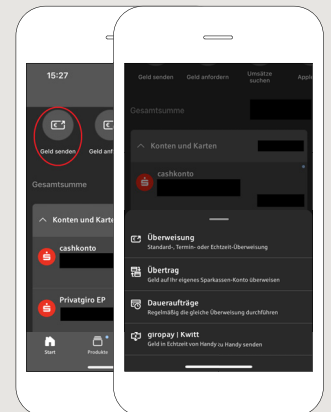 15:27
Geld senden
Geld anf
Gesamtsumme
Konten und Karte
cashkonto
Privatgiro EP
Start
Produkte
Geld senden
Geld anfordern
Umsätze
suchen
Apple
Gesamtsumme
Konten und Karten
cashkonto
Überweisung
Standard-, Termin- oder Echtzeit-Überweisung
Übertrag
Geld auf Ihr eigenes Sparkassen-Konto überweisen
Daueraufträge
Regelmäßig die gleiche Überweisung durchführen
giropay | Kwitt
Geld in Echtzeit von Handy zu Handy senden